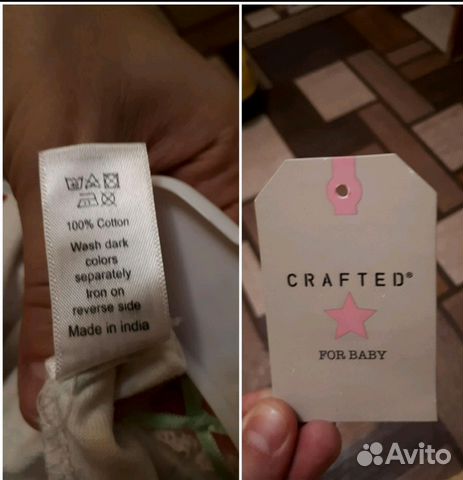 100% Cotton
Wash dark
colors
separately
Iron on
reverse side
Made in india
CRAFTED®
FOR BABY
Avito